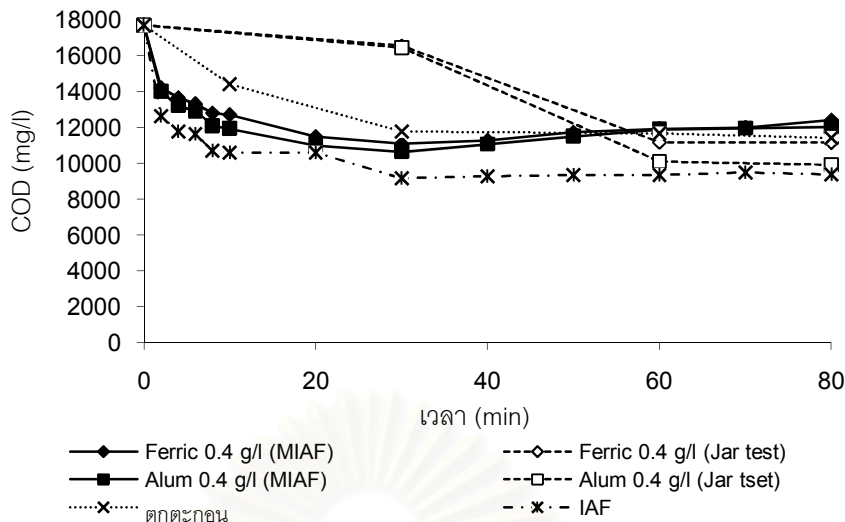 18000
16000
14000
12000
10000
8000
6000
4000
2000
0
COD (mg/l)
0 20 40 60 80
เวลา (min)
Ferric 0.4 g/l (MIAF) Ferric 0.4 g/l (Jar test)
Alum 0.4 g/l (MIAF) Alum 0.4 g/l (Jar tset)
ตกตะกอน IAF